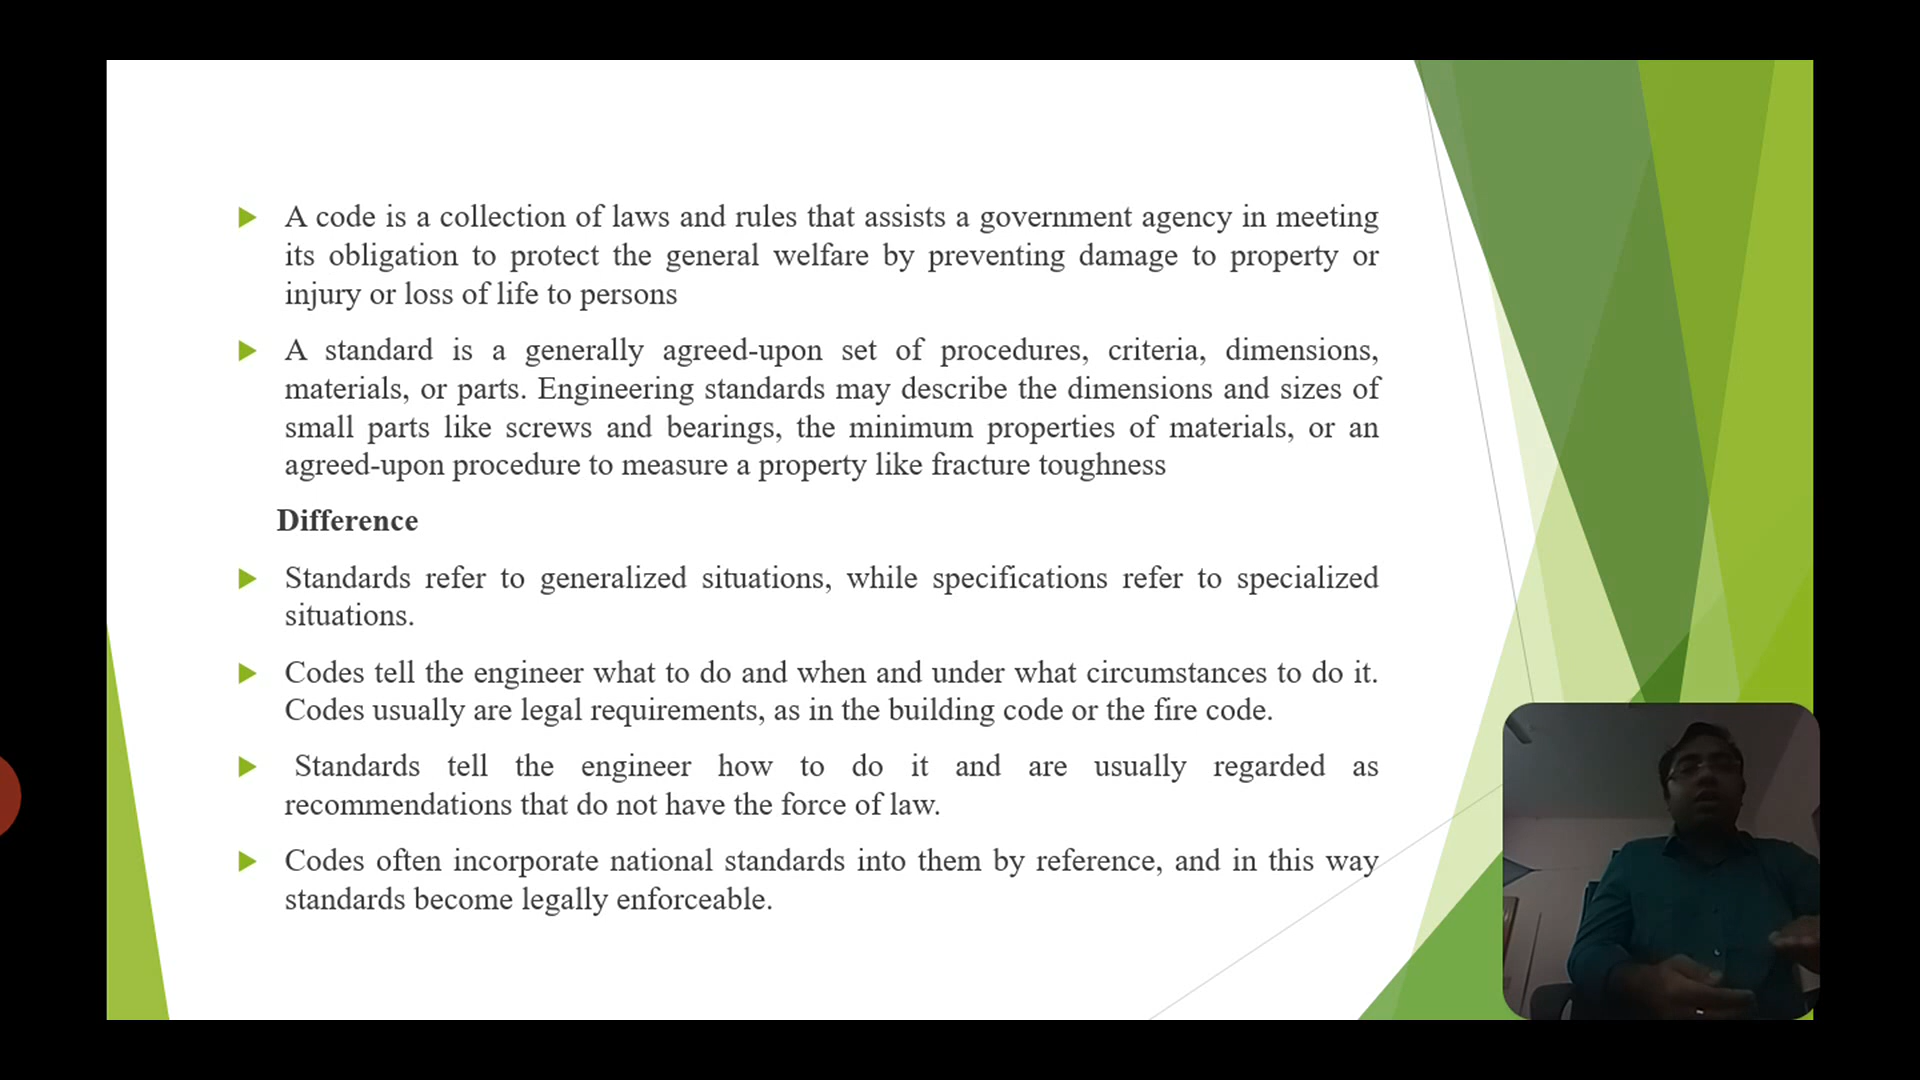 A code is a collection of laws and rules that assists a government agency in meeting
its obligation to protect the general welfare by preventing damage to property or
injury or loss of life to persons
A standard is a generally agreed-upon set of procedures, criteria, dimensions,
materials, or parts. Engineering standards may describe the dimensions and sizes of
small parts like screws and bearings, the minimum properties of materials, or an
agreed-upon procedure to measure a property like fracture toughness
Difference
Standards refer to generalized situations, while specifications refer to specialized
situations.
Codes tell the engineer what to do and when and under what circumstances to do it.
Codes usually are legal requirements, as in the building code or the fire code.
Standards tell the engineer how to do it and are usually regarded as
recommendations that do not have the force of law.
Codes often incorporate national standards into them by reference, and in this way
standards become legally enforceable.